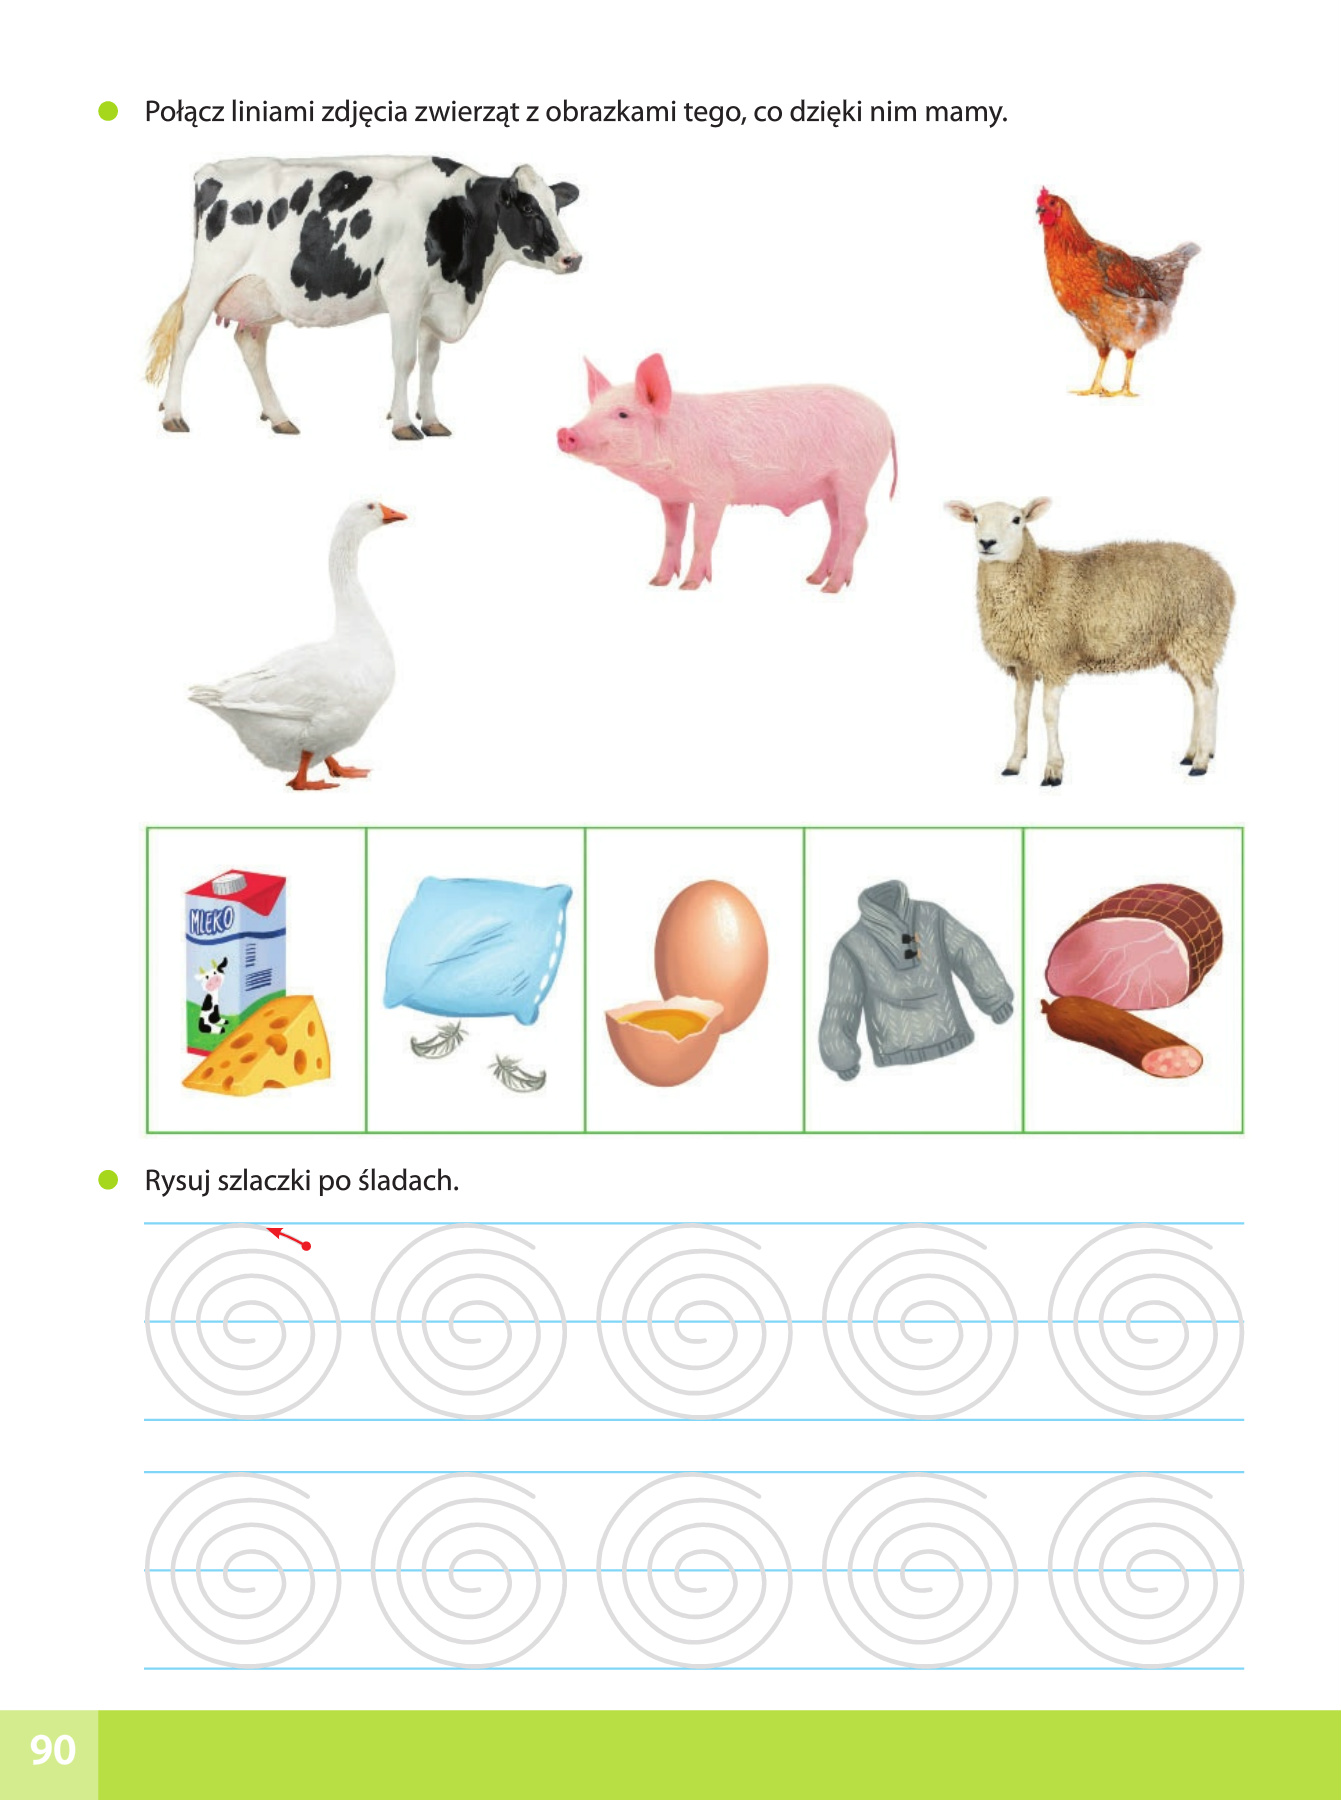 Połącz liniami zdjęcia zwierząt z obrazkami tego, co dzięki nim mamy.
MLEKO
Rysuj szlaczki po śladach.
90